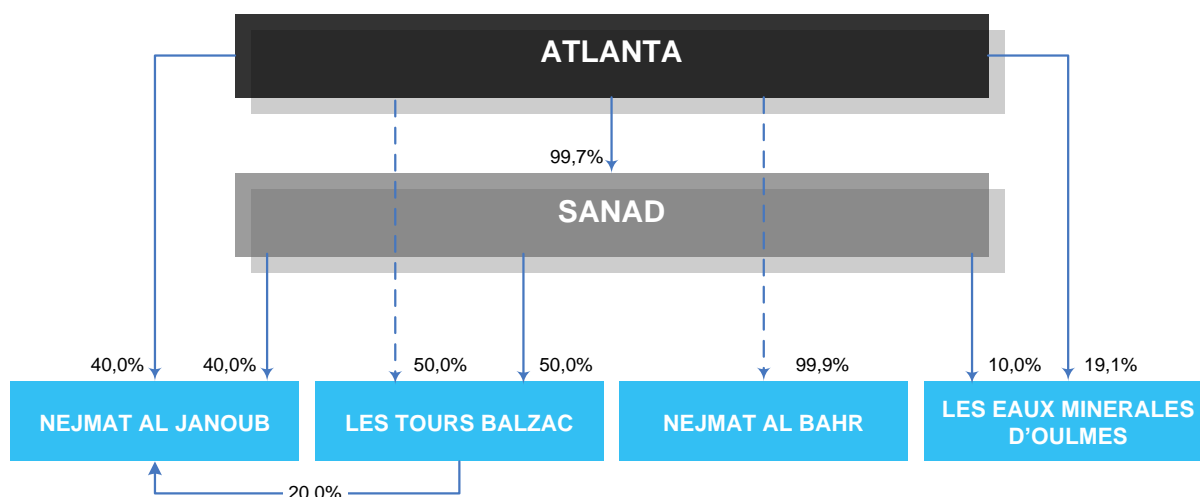 ATLANTA
99,7%
SANAD
40,0%
40,0%
50,0%
50,0%
99,9%
10,0%
19,1%
NEJMAT AL JANOUB
LES TOURS BALZAC
NEJMAT AL BAHR
LES EAUX MINERALES
D'OULMES
20,0%